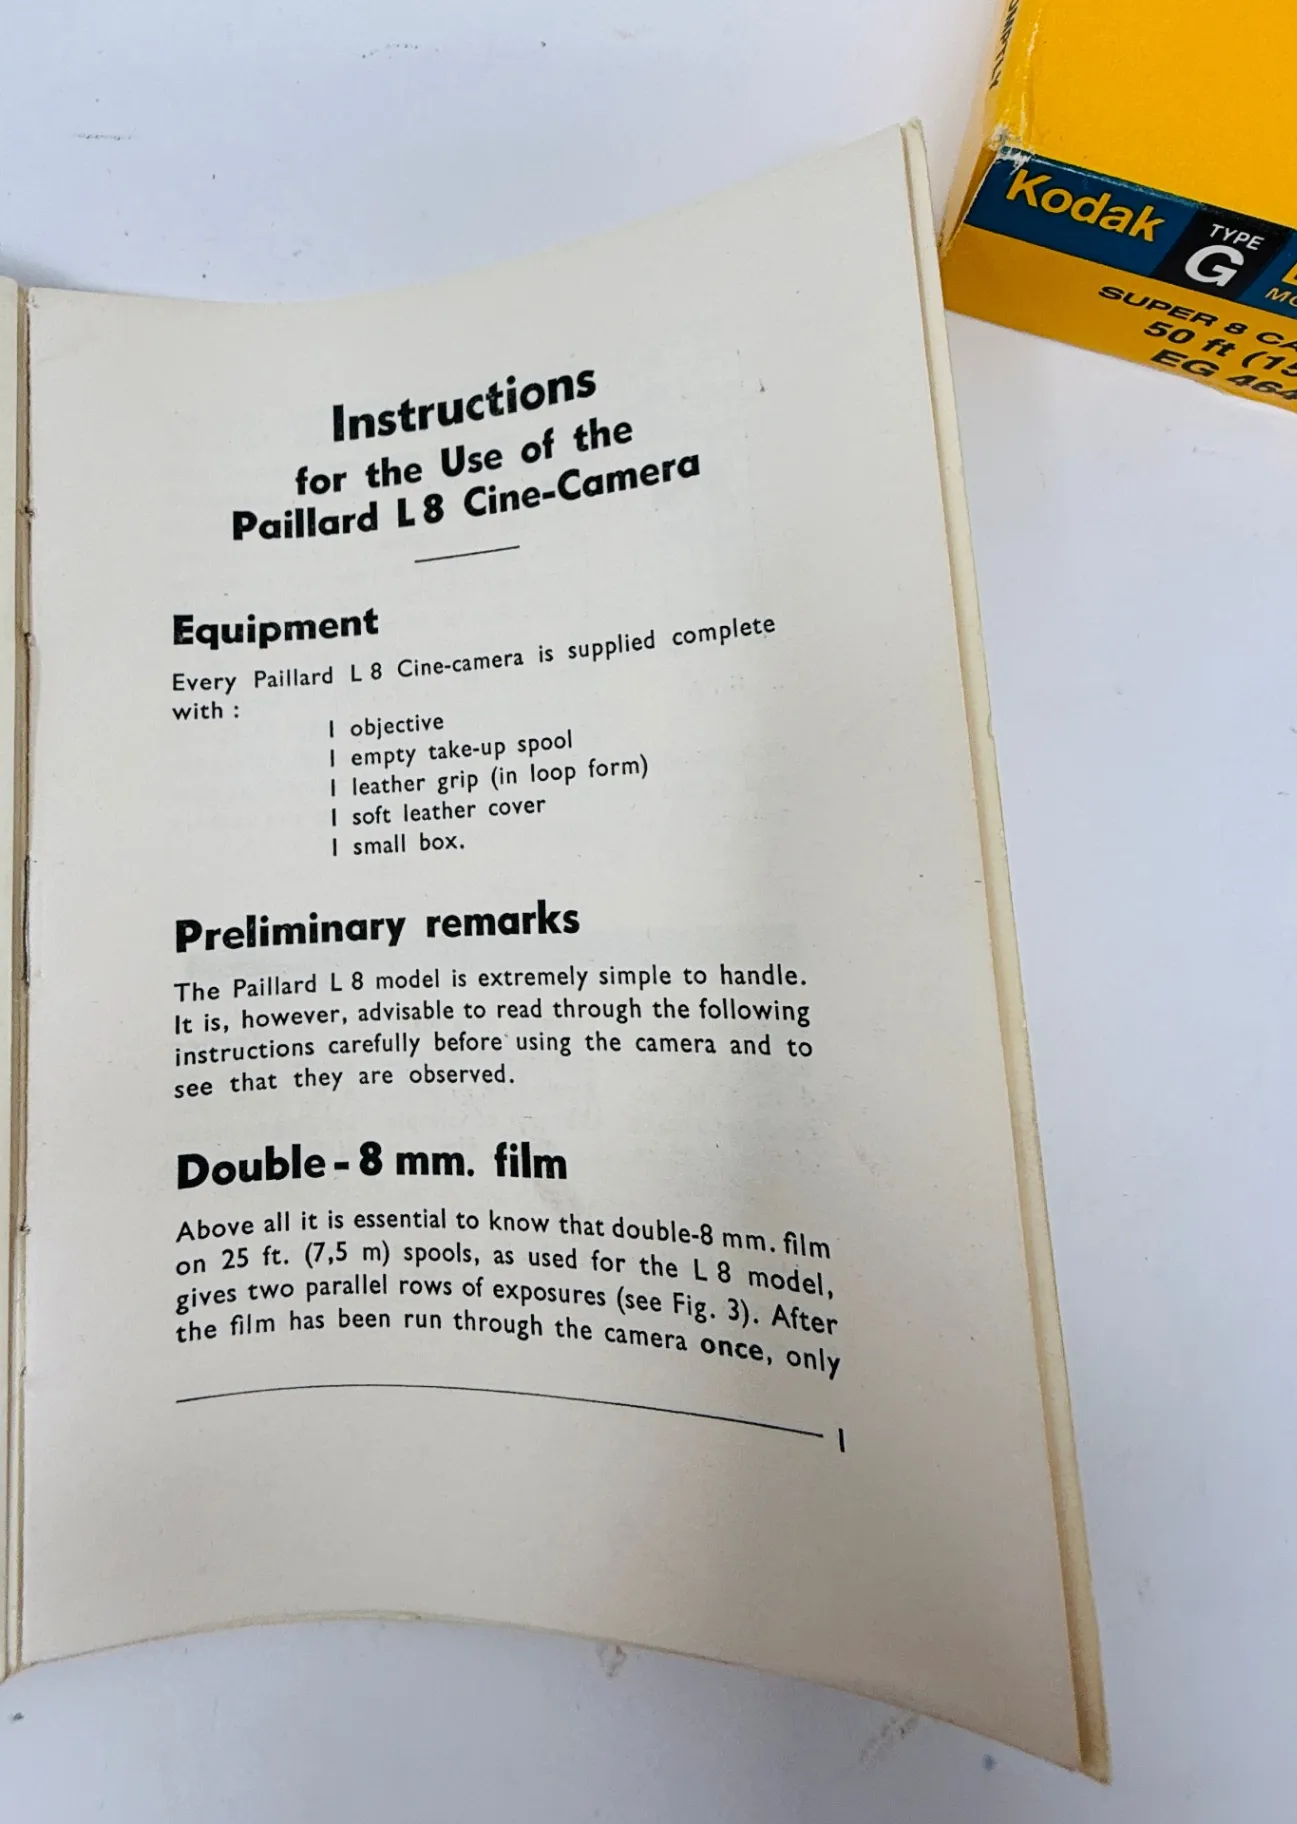 Instructions
for the Use of the
Paillard L 8 Cine-Camera
Equipment
Every Paillard L 8 Cine-camera is supplied complete
with :
1 objective
1 empty take-up spool
1 leather grip (in loop form)
1 soft leather cover
1 small box.
Preliminary remarks
The Paillard L 8 model is extremely simple to handle.
It is, however, advisable to read through the following
instructions carefully before using the camera and to
see that they are observed.
Double - 8 mm. film
Above all it is essential to know that double-8 mm. film
on 25 ft. (7,5 m) spools, as used for the L 8 model,
gives two parallel rows of exposures (see Fig. 3). After
the film has been run through the camera once, only
1
Kodak
TYPE
G
SUPER 8
50 ft
EG 464